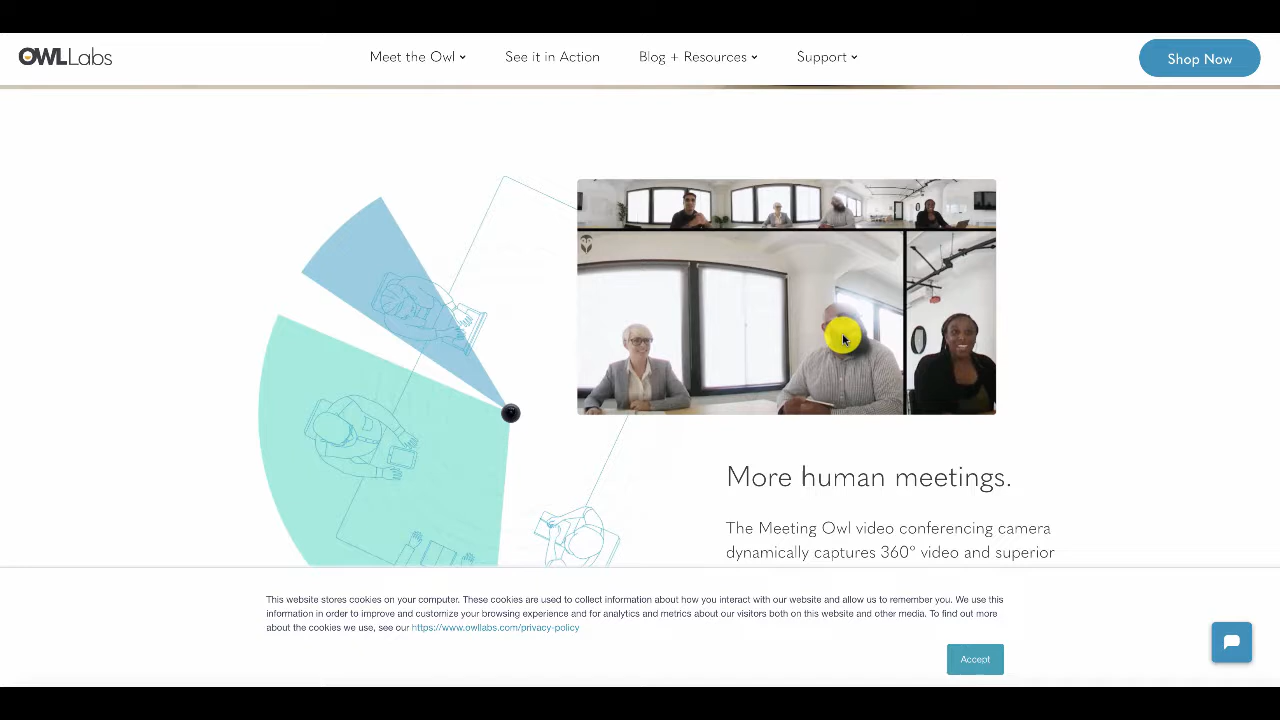 OWLLabs
Meet the Owl
See it in Action
Blog + Resources
Support
Shop Now
More human meetings.
The Meeting Owl video conferencing camera
dynamically captures 360° video and superior
This website stores cookies on your computer. These cookies are used to collect information about how you interact with our website and allow us to remember you. We use this
information in order to improve and customize your browsing experience and for analytics and metrics about our visitors both on this website and other media. To find out more
about the cookies we use, see our https://www.owllabs.com/privacy-policy
Accept